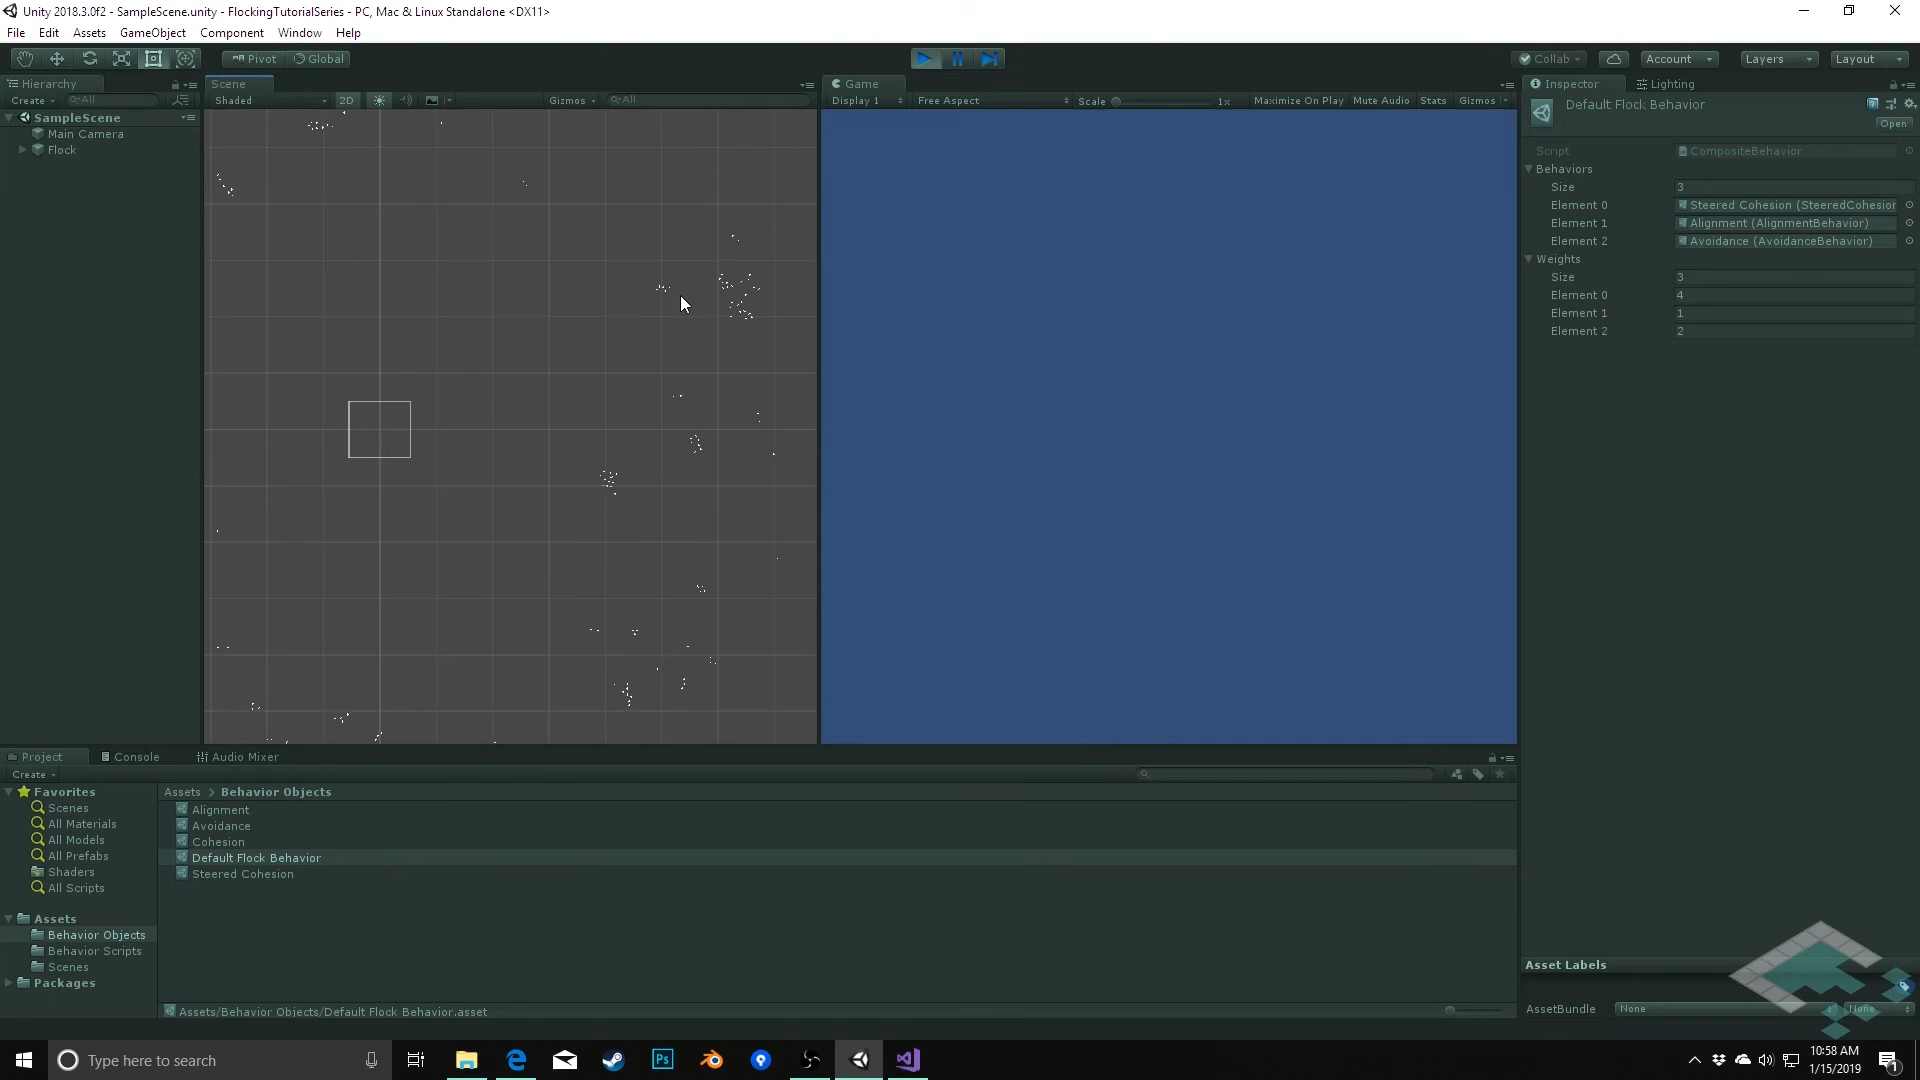 Unity 2018.3.0f2 - SampleScene.unity - FlockingTutorialSeries - PC, Mac & Linux Standalone <DX11>
File Edit Assets GameObject Component Window Help
Pivot Global Collab Account Layers Layout
Hierarchy Scene Game Inspector Lighting
Create All Shaded 2D Gizmos All Display 1 Free Aspect Scale 1x Maximize On Play Mute Audio Stats Gizmos
Default Flock Behavior
Open
SampleScene
Main Camera
Flock
Script CompositeBehavior
Behaviors
Size 3
Element 0 Steered Cohesion (SteeredCohesior
Element 1 Alignment (AlignmentBehavior)
Element 2 Avoidance (AvoidanceBehavior)
Weights
Size 3
Element 0 4
Element 1 1
Element 2 2
Project Console Audio Mixer
Create
Favorites
Scenes
All Materials
All Models
All Prefabs
Shaders
All Scripts
Assets
Behavior Objects
Behavior Scripts
Scenes
Packages
Assets > Behavior Objects
Alignment
Avoidance
Cohesion
Default Flock Behavior
Steered Cohesion
Assets/Behavior Objects/Default Flock Behavior.asset
Asset Labels
AssetBundle None None
Type here to search
Ps
10:58 AM
1/15/2019
1